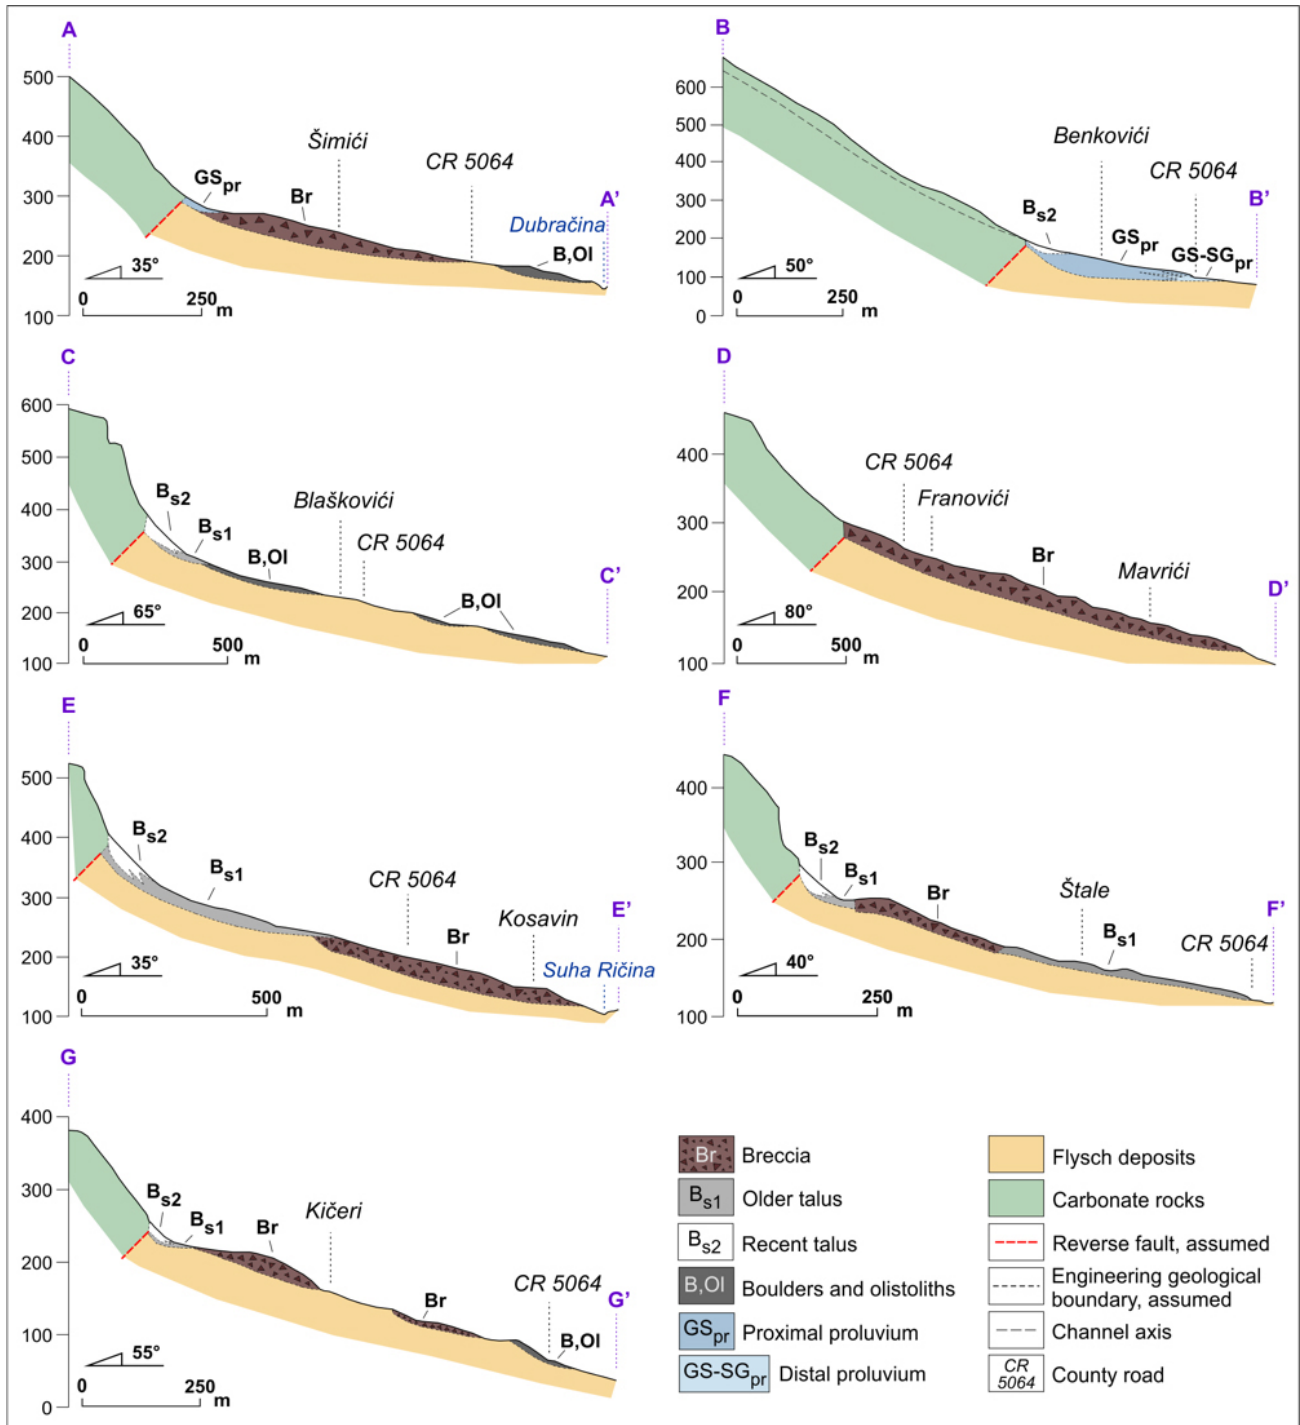 A
500
400
300
200
100
GSpr
Br
Šimići
CR 5064
A'
Dubračina
B,Ol
35°
0 250 m
B
600
500
400
300
200
100
0
Benkovići
CR 5064
B'
Bs2
GSpr
GS-SGpr
50°
0 250 m
C
600
500
400
300
200
100
Bs2
Bs1
Blaškovići
CR 5064
B,Ol
B,Ol
C'
65°
0 500 m
D
400
300
200
100
CR 5064
Franovići
Br
Mavrići
D'
80°
0 500 m
E
500
400
300
200
100
Bs2
Bs1
CR 5064
Br
Kosavin
E'
Suha Ričina
35°
0 500 m
F
400
300
200
100
Bs2
Bs1
Br
Štale
Bs1
CR 5064
F'
40°
0 250 m
G
400
300
200
100
0
Bs2
Bs1
Br
Kičeri
Br
CR 5064
B,Ol
G'
55°
0 250 m
Br Breccia
Bs1 Older talus
Bs2 Recent talus
B,Ol Boulders and olistoliths
GSpr Proximal proluvium
GS-SGpr Distal proluvium
Flysch deposits
Carbonate rocks
Reverse fault, assumed
Engineering geological
boundary, assumed
Channel axis
CR
5064 County road